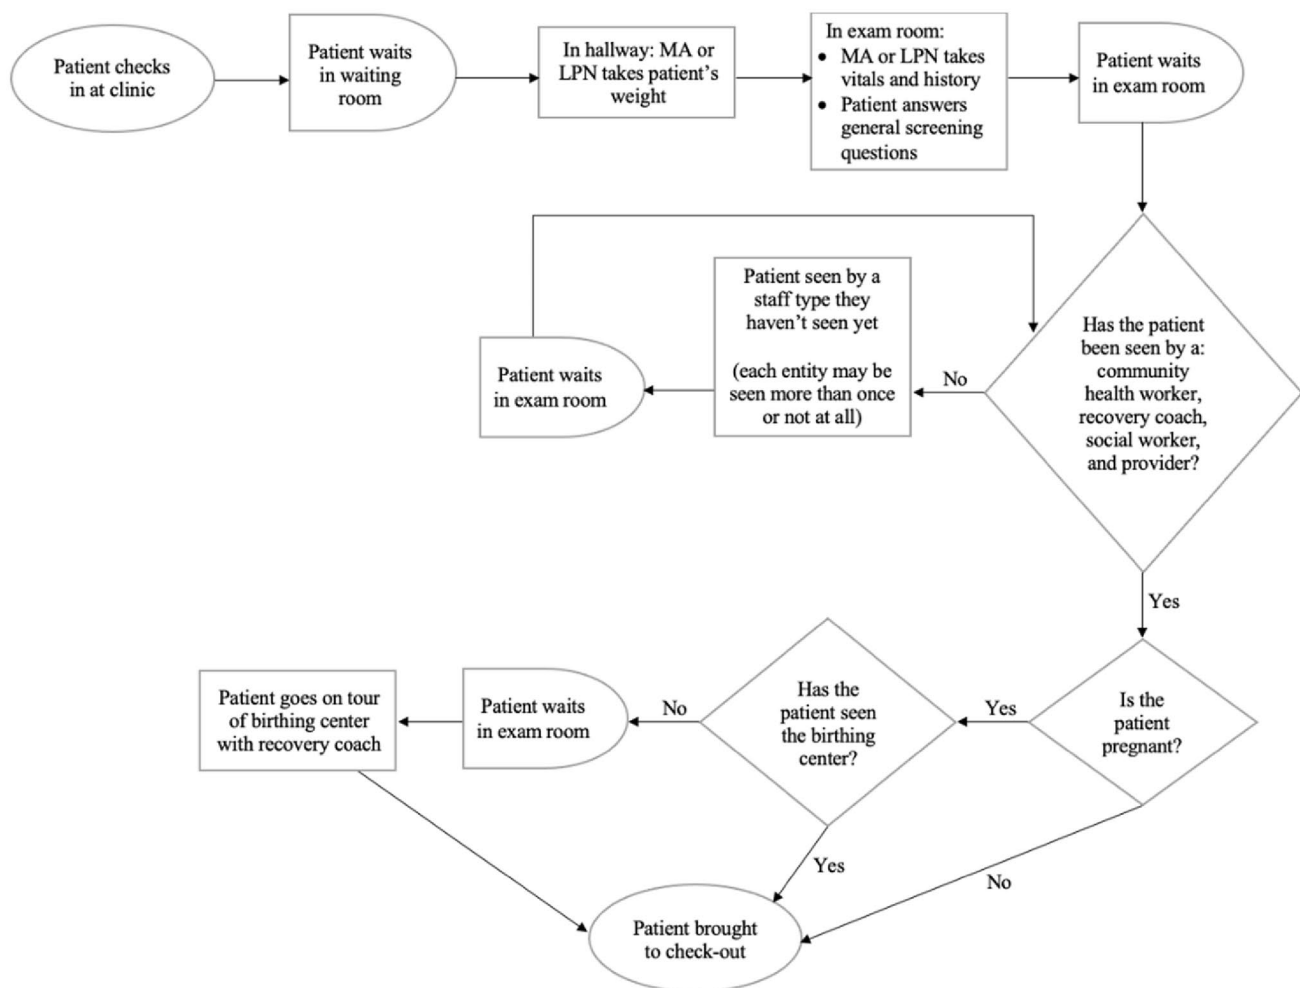 Patient checks
in at clinic
Patient waits
in waiting
room
In hallway: MA or
LPN takes patient’s
weight
In exam room:
• MA or LPN takes
vitals and history
• Patient answers
general screening
questions
Patient waits
in exam room
Has the patient
been seen by a:
community
health worker,
recovery coach,
social worker,
and provider?
No
Patient seen by a
staff type they
haven’t seen yet
(each entity may be
seen more than once
or not at all)
Patient waits
in exam room
Yes
Is the
patient
pregnant?
Yes
Has the
patient seen
the birthing
center?
No
Patient waits
in exam room
Patient goes on tour
of birthing center
with recovery coach
Yes
No
Patient brought
to check-out